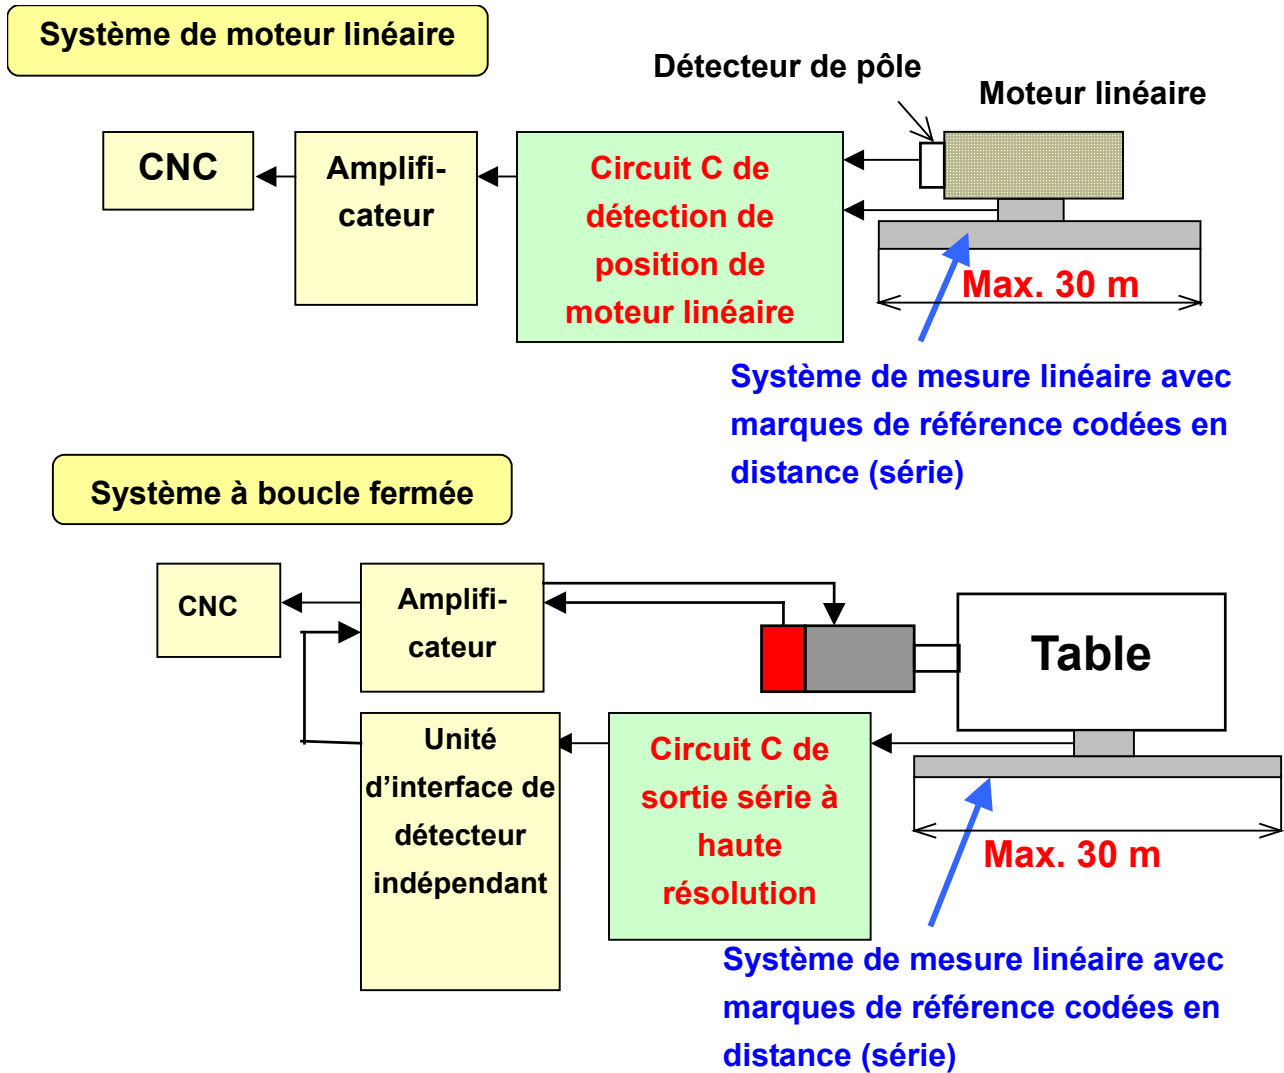 Système de moteur linéaire
Détecteur de pôle
Moteur linéaire
CNC
Amplifi-
cateur
Circuit C de
détection de
position de
moteur linéaire
Max. 30 m
Système de mesure linéaire avec
marques de référence codées en
distance (série)
Système à boucle fermée
CNC
Amplifi-
cateur
Table
Unité
d’interface de
détecteur
indépendant
Circuit C de
sortie série à
haute
résolution
Max. 30 m
Système de mesure linéaire avec
marques de référence codées en
distance (série)